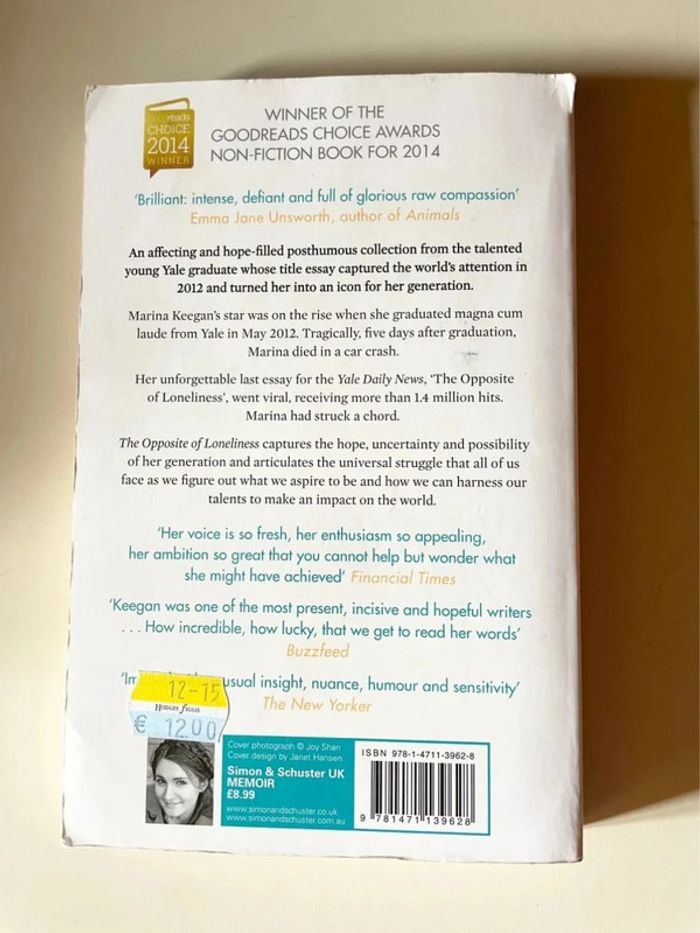 reads
CHOICE
2014
WINNER
WINNER OF THE
GOODREADS CHOICE AWARDS
NON-FICTION BOOK FOR 2014
'Brilliant: intense, defiant and full of glorious raw compassion'
Emma Jane Unsworth, author of Animals
An affecting and hope-filled posthumous collection from the talented
young Yale graduate whose title essay captured the world's attention in
2012 and turned her into an icon for her generation.
Marina Keegan's star was on the rise when she graduated magna cum
laude from Yale in May 2012. Tragically, five days after graduation,
Marina died in a car crash.
Her unforgettable last essay for the Yale Daily News, 'The Opposite
of Loneliness', went viral, receiving more than 1.4 million hits.
Marina had struck a chord.
The Opposite of Loneliness captures the hope, uncertainty and possibility
of her generation and articulates the universal struggle that all of us
face as we figure out what we aspire to be and how we can harness our
talents to make an impact on the world.
'Her voice is so fresh, her enthusiasm so appealing,
her ambition so great that you cannot help but wonder what
she might have achieved' Financial Times
'Keegan was one of the most present, incisive and hopeful writers
... How incredible, how lucky, that we get to read her words'
Buzzfeed
usual insight, nuance, humour and sensitivity'
The New Yorker
12-15
Hodges Figgis
€ 12.00
Cover photograph © Joy Shan
Cover design by Janet Hansen
Simon & Schuster UK
MEMOIR
£8.99
www.simonandschuster.co.uk
www.simonandschuster.com.au
ISBN 978-1-4711-3962-8
9 781471 139628